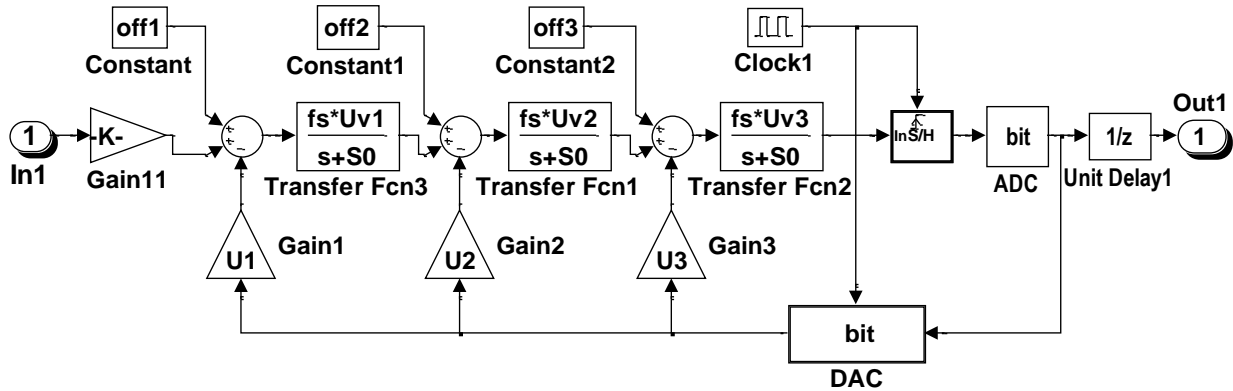 off1
Constant
off2
Constant1
off3
Constant2
Clock1
1
In1
-K-
Gain11
+
+
-
fs*Uv1
s+S0
Transfer Fcn3
+
+
-
fs*Uv2
s+S0
Transfer Fcn1
+
+
-
fs*Uv3
s+S0
Transfer Fcn2
In S/H
bit
ADC
1/z
Unit Delay1
Out1
1
U1
Gain1
U2
Gain2
U3
Gain3
bit
DAC